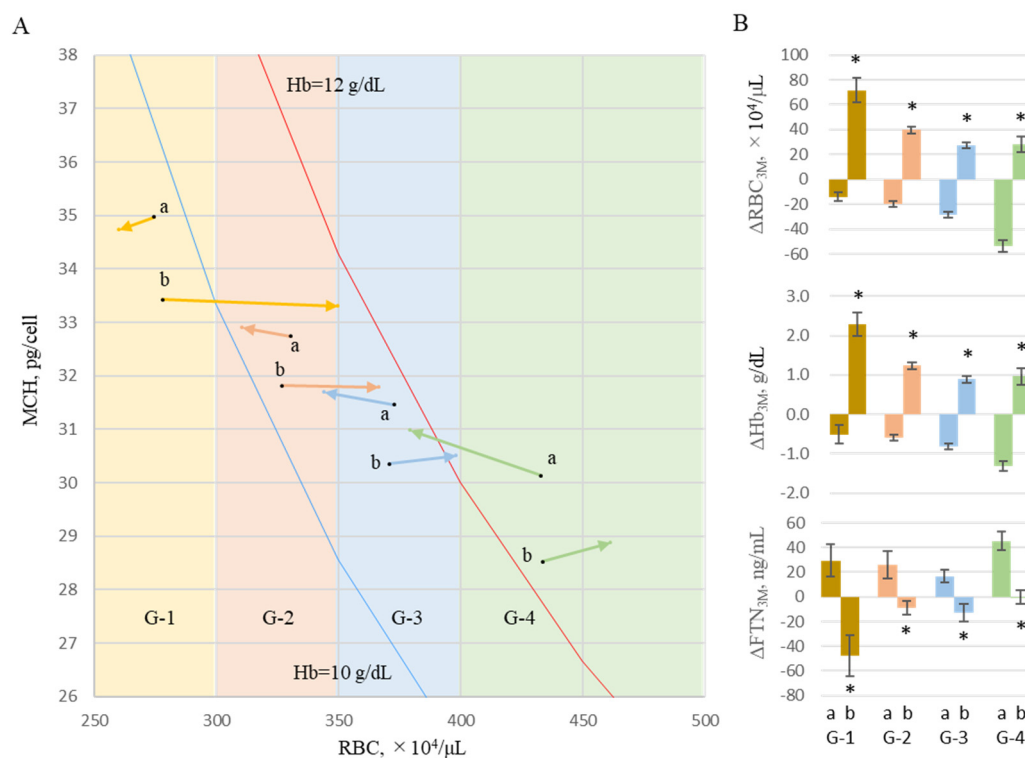 A
B
38
37
36
35
34
33
32
31
30
29
28
27
26
MCH, pg/cell
Hb=12 g/dL
a
b
a
b
a
b
a
b
G-1
G-2
G-3
G-4
Hb=10 g/dL
250
300
350
400
450
500
RBC, ×10⁴/μL
100
80
60
40
20
0
-20
-40
-60
ΔRBC₃M, ×10⁴/μL
*
*
*
*
3.0
2.0
1.0
0.0
-1.0
-2.0
ΔHb₃M, g/dL
*
*
*
*
60
40
20
0
-20
-40
-60
-80
ΔFTN₃M, ng/mL
*
*
*
*
a b a b a b a b
G-1 G-2 G-3 G-4